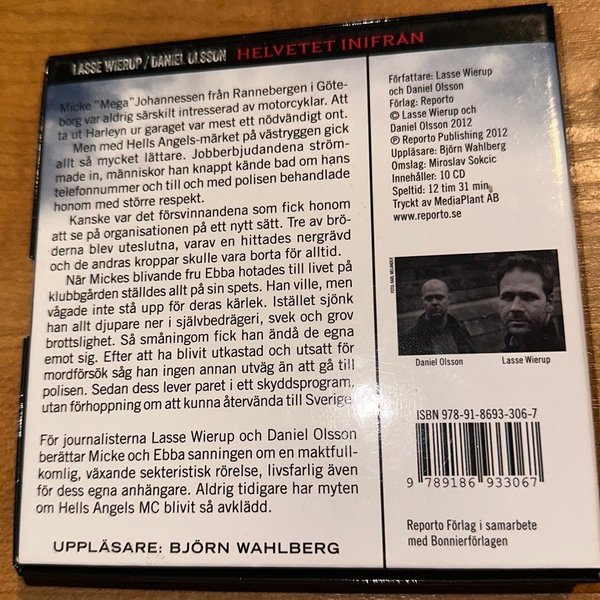 LASSE WIERUP / DANIEL OLSSON HELVETET INIFRÅN
Micke "Mega" Johannessen från Rannebergen i Göte-
borg var aldrig särskilt intresserad av motorcyklar. Att
ta ut Harleyn ur garaget var mest ett nödvändigt ont.
Men med Hells Angels-märket på västryggen gick
allt så mycket lättare. Jobberbjudandena ström-
made in, människor han knappt kände bad om hans
telefonnummer och till och med polisen behandlade
honom med större respekt.
Kanske var det försvinnandena som fick honom
att se på organisationen på ett nytt sätt. Tre av brö-
derna blev uteslutna, varav en hittades nergrävd
och de andras kroppar skulle vara borta för alltid.
När Mickes blivande fru Ebba hotades till livet på
klubbgården ställdes allt på sin spets. Han ville, men
vågade inte stå upp för deras kärlek. Istället sjönk
han allt djupare ner i självbedrägeri, svek och grov
brottslighet. Så småningom fick han ändå de egna
emot sig. Efter att ha blivit utkastad och utsatt för
mordförsök såg han ingen annan utväg än att gå till
polisen. Sedan dess lever paret i ett skyddsprogram,
utan förhoppning om att kunna återvända till Sverige
För journalisterna Lasse Wierup och Daniel Olsson
berättar Micke och Ebba sanningen om en maktfull-
komlig, växande sekteristisk rörelse, livsfarlig även
för dess egna anhängare. Aldrig tidigare har myten
om Hells Angels MC blivit så avklädd.
UPPLÄSARE: BJÖRN WAHLBERG
Författare: Lasse Wierup
och Daniel Olsson
Förlag: Reporto
© Lasse Wierup och
Daniel Olsson 2012
℗ Reporto Publishing 2012
Uppläsare: Björn Wahlberg
Omslag: Miroslav Sokcic
Innehåller: 10 CD
Speltid: 12 tim 31 min
Tryckt av MediaPlant AB
www.reporto.se
Daniel Olsson Lasse Wierup
ISBN 978-91-8693-306-7
9 789186 933067
Reporto Förlag i samarbete
med Bonnierförlagen